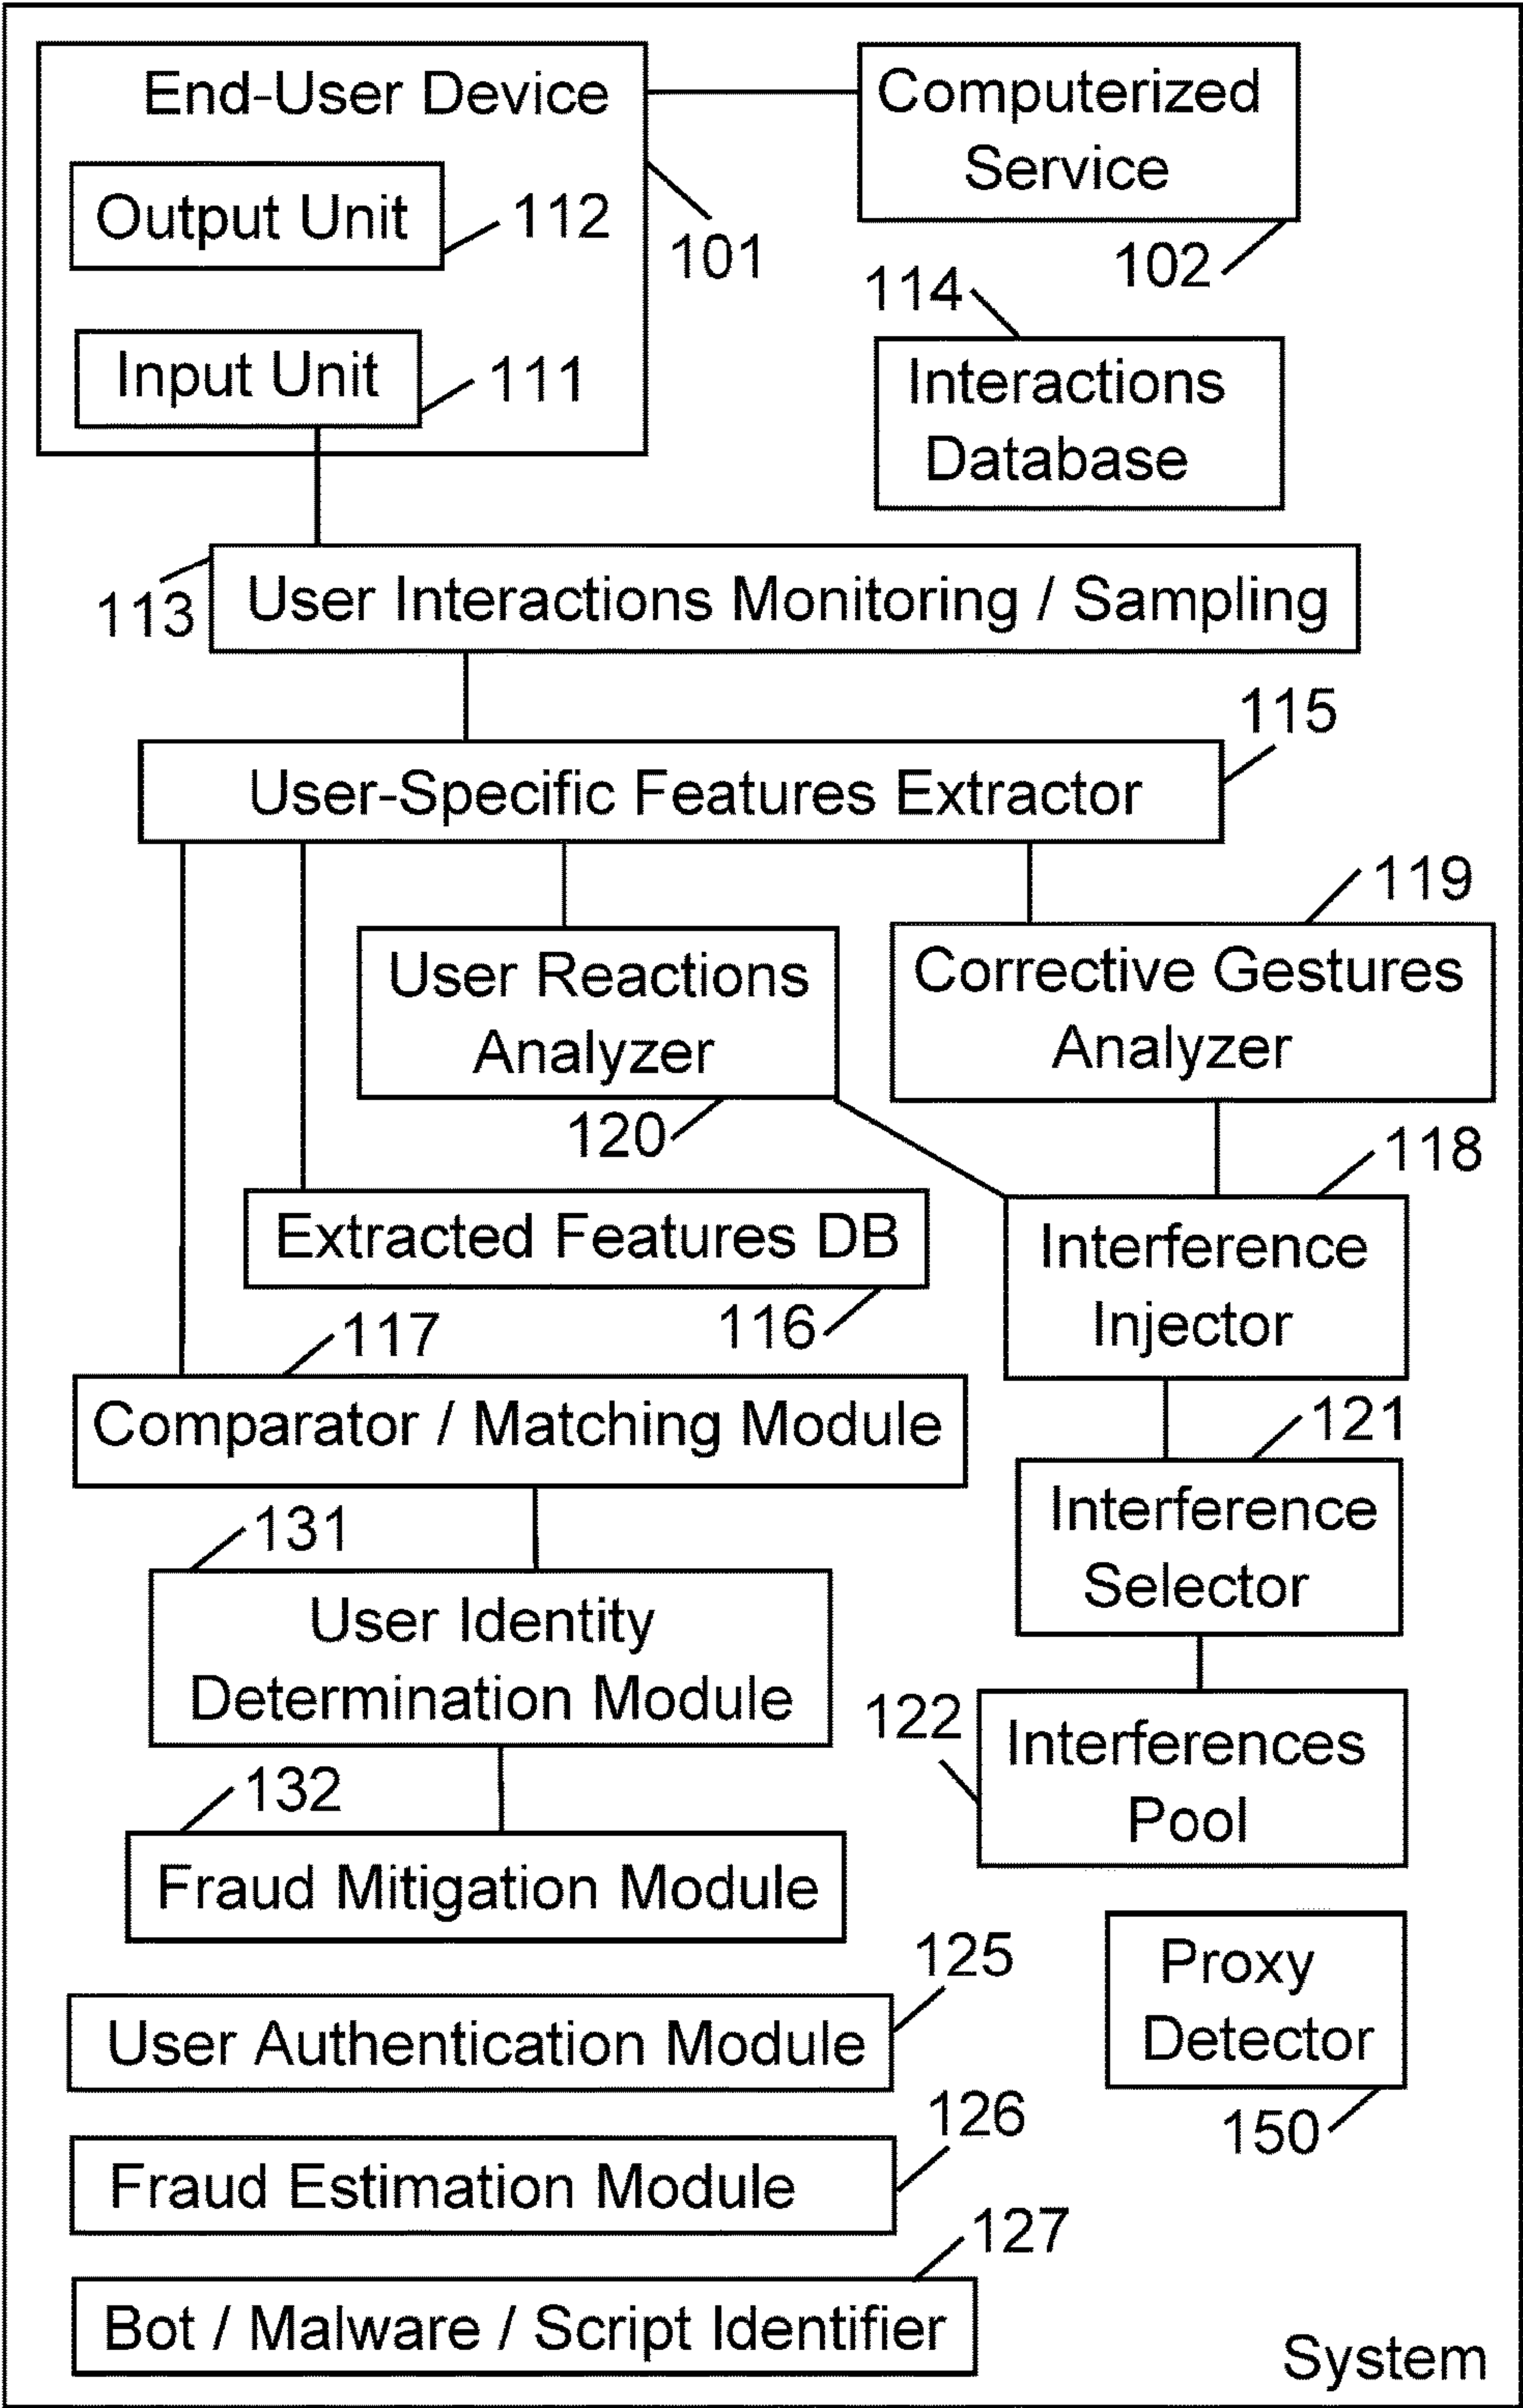 End-User Device
Computerized
Service
Output Unit
112
101
102
114
Input Unit
111
Interactions
Database
113
User Interactions Monitoring / Sampling
115
User-Specific Features Extractor
119
User Reactions
Analyzer
Corrective Gestures
Analyzer
120
118
Extracted Features DB
116
Interference
Injector
117
Comparator / Matching Module
121
131
Interference
Selector
User Identity
Determination Module
122
Interferences
Pool
132
Fraud Mitigation Module
125
Proxy
Detector
User Authentication Module
126
150
Fraud Estimation Module
127
Bot / Malware / Script Identifier
System